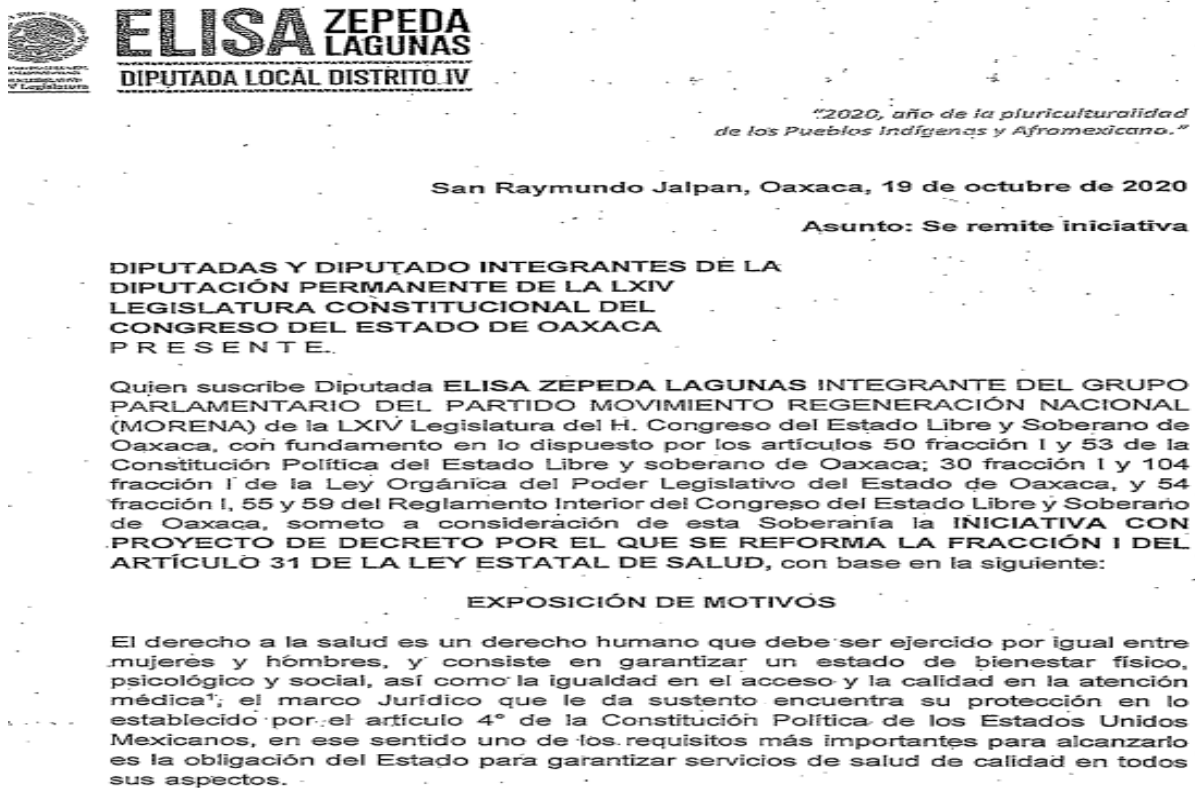 ELISA ZEPEDA
LAGUNAS
DIPUTADA LOCAL DISTRITO IV
Legislatura
"2020, año de la pluriculturalidad
de los Pueblos Indígenas y Afromexicano."
San Raymundo Jalpan, Oaxaca, 19 de octubre de 2020
Asunto: Se remite iniciativa
DIPUTADAS Y DIPUTADO INTEGRANTES DE LA
DIPUTACIÓN PERMANENTE DE LA LXIV
LEGISLATURA CONSTITUCIONAL DEL
CONGRESO DEL ESTADO DE OAXACA
P R E S E N T E.
Quien suscribe Diputada ELISA ZEPEDA LAGUNAS INTEGRANTE DEL GRUPO
PARLAMENTARIO DEL PARTIDO MOVIMIENTO REGENERACIÓN NACIONAL
(MORENA) de la LXIV Legislatura del H. Congreso del Estado Libre y Soberano de
Oaxaca, con fundamento en lo dispuesto por los artículos 50 fracción I y 53 de la
Constitución Política del Estado Libre y soberano de Oaxaca; 30 fracción I y 104
fracción I de la Ley Orgánica del Poder Legislativo del Estado de Oaxaca, y 54
fracción I, 55 y 59 del Reglamento Interior del Congreso del Estado Libre y Soberano
de Oaxaca, someto a consideración de esta Soberanía la INICIATIVA CON
PROYECTO DE DECRETO POR EL QUE SE REFORMA LA FRACCIÓN I DEL
ARTÍCULO 31 DE LA LEY ESTATAL DE SALUD, con base en la siguiente:
EXPOSICIÓN DE MOTIVOS
El derecho a la salud es un derecho humano que debe ser ejercido por igual entre
mujeres y hombres, y consiste en garantizar un estado de bienestar físico,
psicológico y social, así como la igualdad en el acceso y la calidad en la atención
médica¹; el marco Jurídico que le da sustento encuentra su protección en lo
establecido por el artículo 4° de la Constitución Política de los Estados Unidos
Mexicanos, en ese sentido uno de los requisitos más importantes para alcanzarlo
es la obligación del Estado para garantizar servicios de salud de calidad en todos
sus aspectos.